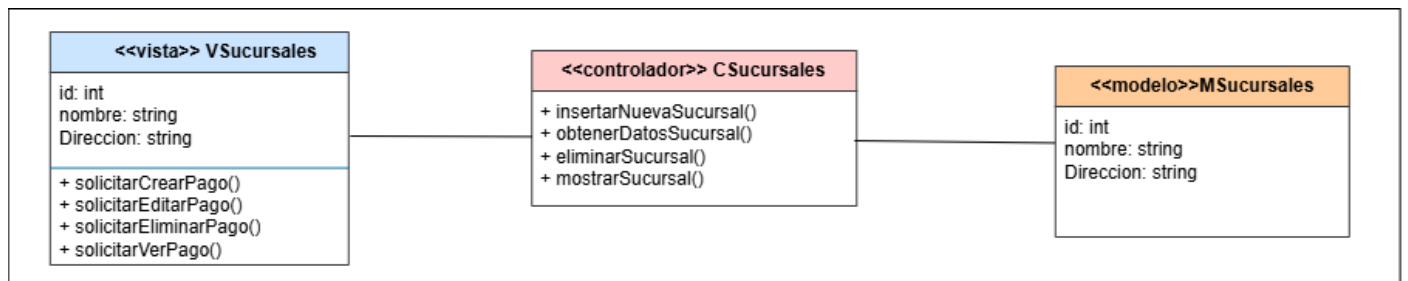 <<vista>> VSucursales
id: int
nombre: string
Direccion: string
+ solicitarCrearPago()
+ solicitarEditarPago()
+ solicitarEliminarPago()
+ solicitarVerPago()
<<controlador>> CSucursales
+ insertarNuevaSucursal()
+ obtenerDatosSucursal()
+ eliminarSucursal()
+ mostrarSucursal()
<<modelo>>MSucursales
id: int
nombre: string
Direccion: string